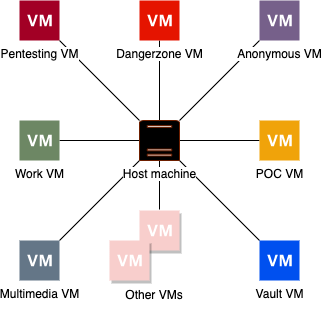 VM VM VM
Pentesting VM Dangerzone VM Anonymous VM
VM VM
Work VM Host machine POC VM
VM
VM VM VM
Multimedia VM Other VMs Vault VM